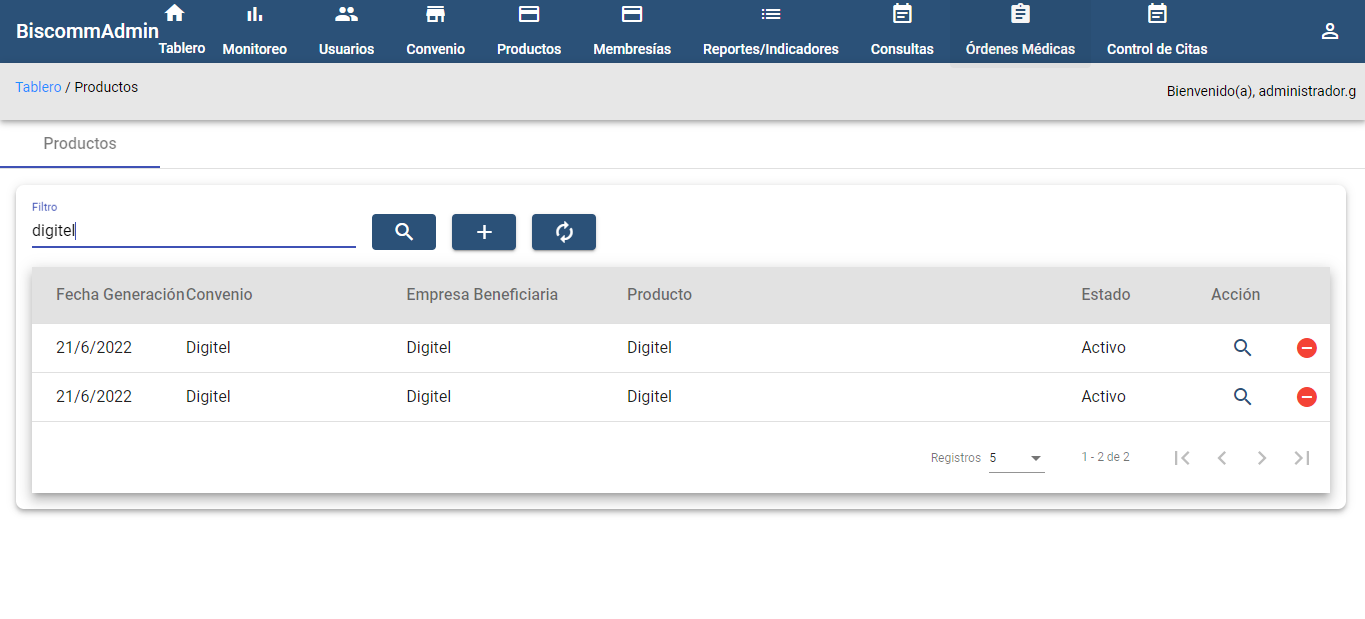 BiscommAdmin
Tablero Monitoreo Usuarios Convenio Productos Membresías Reportes/Indicadores Consultas Órdenes Médicas Control de Citas
Tablero / Productos
Bienvenido(a), administrador.g
Productos
Filtro
digitel
Fecha Generación Convenio Empresa Beneficiaria Producto Estado Acción
21/6/2022 Digitel Digitel Digitel Activo
21/6/2022 Digitel Digitel Digitel Activo
Registros 5 1 - 2 de 2